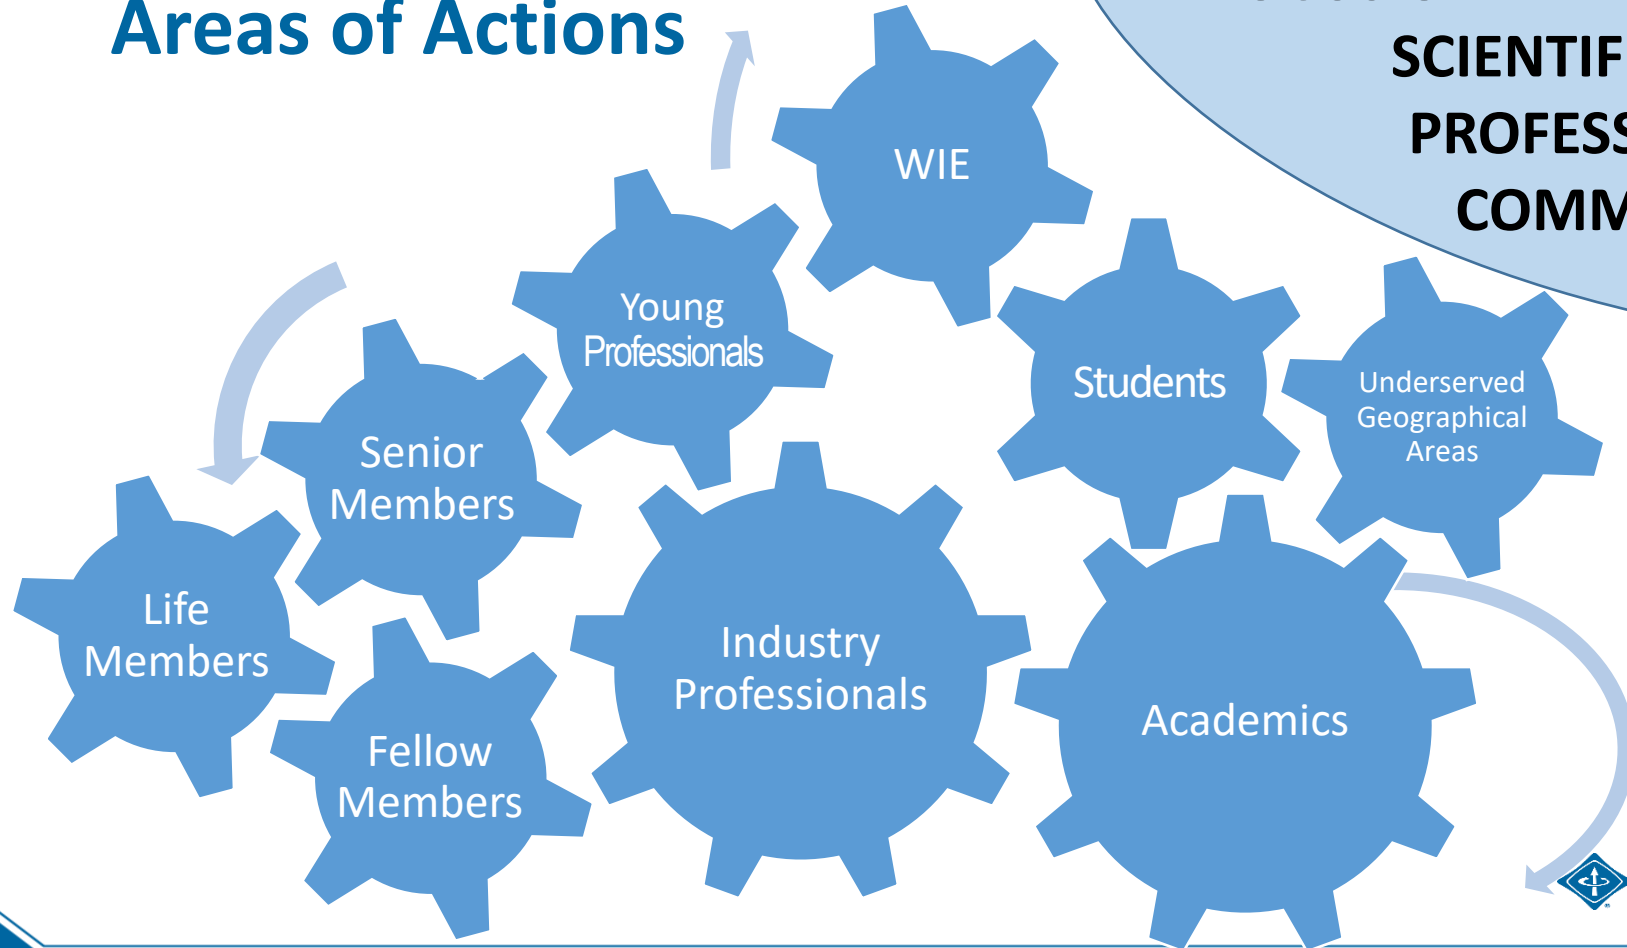 Areas of Actions
SCIENTIF
PROFESS
COMM
WIE
Young
Professionals
Students
Underserved
Geographical
Areas
Senior
Members
Life
Members
Fellow
Members
Industry
Professionals
Academics